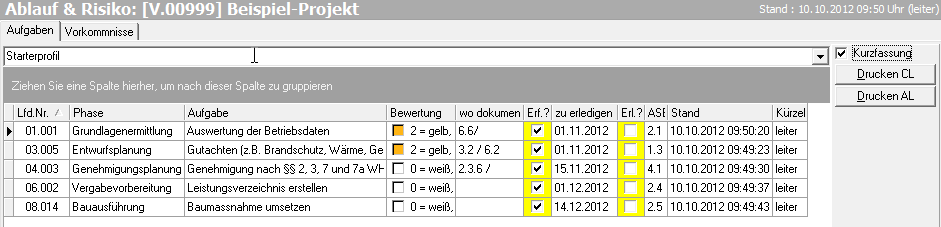 Ablauf & Risiko: [V.00999] Beispiel-Projekt Stand : 10.10.2012 09:50 Uhr (leiter)
Aufgaben Vorkommnisse
Starterprofil Kurzfassung
Drucken CL
Ziehen Sie eine Spalte hierher, um nach dieser Spalte zu gruppieren
Drucken AL
Lfd.Nr. Phase Aufgabe Bewertung wo dokumen Erf.? zu erledigen Erl.? ASE Stand Kürzel
01.001 Grundlagenermittlung Auswertung der Betriebsdaten 2 = gelb, 6.6/ 01.11.2012 2.1 10.10.2012 09:50:20 leiter
03.005 Entwurfsplanung Gutachten (z.B. Brandschutz, Wärme, Ge 2 = gelb, 3.2 / 6.2 01.11.2012 1.3 10.10.2012 09:49:23 leiter
04.003 Genehmigungsplanung Genehmigung nach §§ 2, 3, 7 und 7a WH 0 = weiß, 2.3.6 / 15.11.2012 4.1 10.10.2012 09:49:30 leiter
06.002 Vergabevorbereitung Leistungsverzeichnis erstellen 0 = weiß, 01.12.2012 2.4 10.10.2012 09:49:37 leiter
08.014 Bauausführung Baumassnahme umsetzen 0 = weiß, 14.12.2012 2.5 10.10.2012 09:49:43 leiter